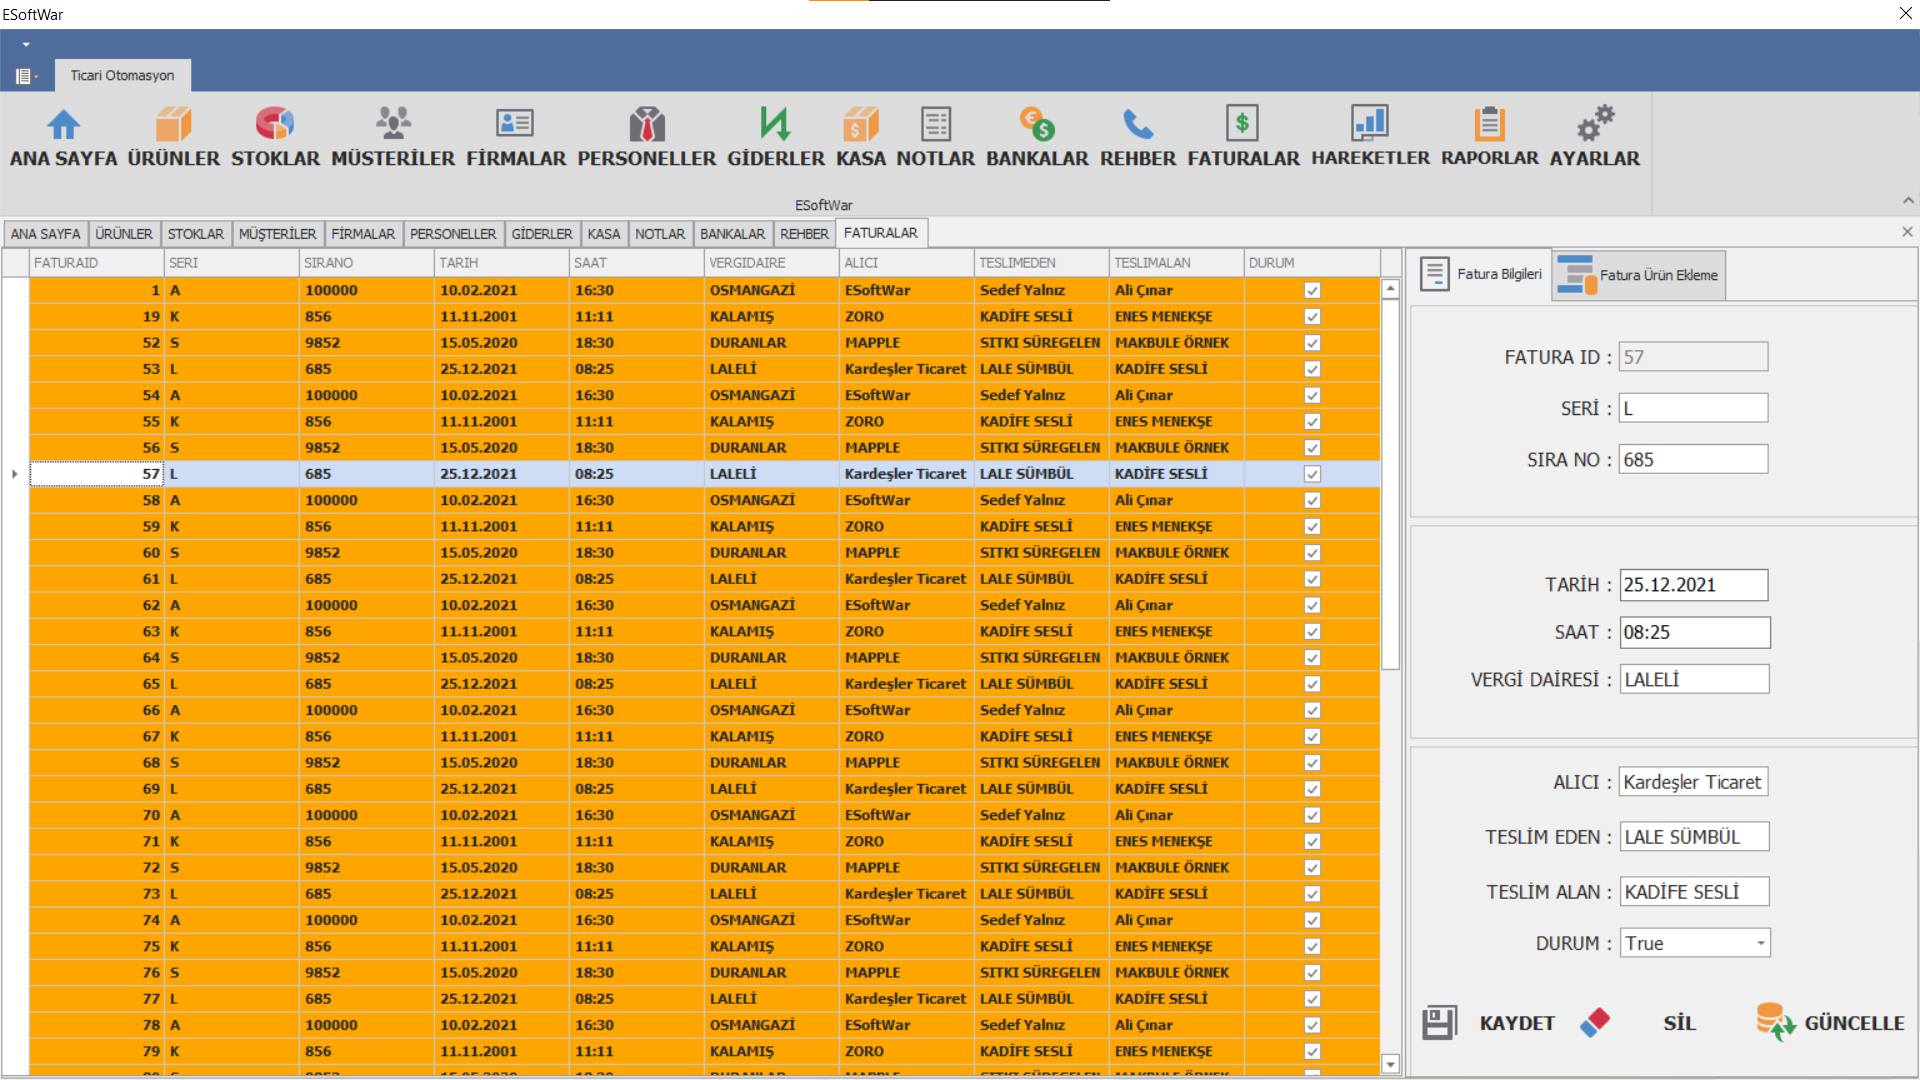 ESoftWar
Ticari Otomasyon
ANA SAYFA ÜRÜNLER STOKLAR MÜSTERİLER FİRMALAR PERSONELLER GİDERLER KASA NOTLAR BANKALAR REHBER FATURALAR HAREKETLER RAPORLAR AYARLAR
ESoftWar
ANA SAYFA ÜRÜNLER STOKLAR MÜŞTERİLER FİRMALAR PERSONELLER GİDERLER KASA NOTLAR BANKALAR REHBER FATURALAR
FATURAID SERI SIRANO TARIH SAAT VERGIDAIRE ALICI TESLIMEDEN TESLIMALAN DURUM
1 A 100000 10.02.2021 16:30 OSMANGAZİ ESoftWar Sedef Yalnız Ali Çınar
19 K 856 11.11.2001 11:11 KALAMIŞ ZORO KADİFE SESLİ ENES MENEKŞE
52 S 9852 15.05.2020 18:30 DURANLAR MAPPLE SITKI SÜREGELEN MAKBULE ÖRNEK
53 L 685 25.12.2021 08:25 LALELİ Kardeşler Ticaret LALE SÜMBÜL KADİFE SESLİ
54 A 100000 10.02.2021 16:30 OSMANGAZİ ESoftWar Sedef Yalnız Ali Çınar
55 K 856 11.11.2001 11:11 KALAMIŞ ZORO KADİFE SESLİ ENES MENEKŞE
56 S 9852 15.05.2020 18:30 DURANLAR MAPPLE SITKI SÜREGELEN MAKBULE ÖRNEK
57 L 685 25.12.2021 08:25 LALELİ Kardeşler Ticaret LALE SÜMBÜL KADİFE SESLİ
58 A 100000 10.02.2021 16:30 OSMANGAZİ ESoftWar Sedef Yalnız Ali Çınar
59 K 856 11.11.2001 11:11 KALAMIŞ ZORO KADİFE SESLİ ENES MENEKŞE
60 S 9852 15.05.2020 18:30 DURANLAR MAPPLE SITKI SÜREGELEN MAKBULE ÖRNEK
61 L 685 25.12.2021 08:25 LALELİ Kardeşler Ticaret LALE SÜMBÜL KADİFE SESLİ
62 A 100000 10.02.2021 16:30 OSMANGAZİ ESoftWar Sedef Yalnız Ali Çınar
63 K 856 11.11.2001 11:11 KALAMIŞ ZORO KADİFE SESLİ ENES MENEKŞE
64 S 9852 15.05.2020 18:30 DURANLAR MAPPLE SITKI SÜREGELEN MAKBULE ÖRNEK
65 L 685 25.12.2021 08:25 LALELİ Kardeşler Ticaret LALE SÜMBÜL KADİFE SESLİ
66 A 100000 10.02.2021 16:30 OSMANGAZİ ESoftWar Sedef Yalnız Ali Çınar
67 K 856 11.11.2001 11:11 KALAMIŞ ZORO KADİFE SESLİ ENES MENEKŞE
68 S 9852 15.05.2020 18:30 DURANLAR MAPPLE SITKI SÜREGELEN MAKBULE ÖRNEK
69 L 685 25.12.2021 08:25 LALELİ Kardeşler Ticaret LALE SÜMBÜL KADİFE SESLİ
70 A 100000 10.02.2021 16:30 OSMANGAZİ ESoftWar Sedef Yalnız Ali Çınar
71 K 856 11.11.2001 11:11 KALAMIŞ ZORO KADİFE SESLİ ENES MENEKŞE
72 S 9852 15.05.2020 18:30 DURANLAR MAPPLE SITKI SÜREGELEN MAKBULE ÖRNEK
73 L 685 25.12.2021 08:25 LALELİ Kardeşler Ticaret LALE SÜMBÜL KADİFE SESLİ
74 A 100000 10.02.2021 16:30 OSMANGAZİ ESoftWar Sedef Yalnız Ali Çınar
75 K 856 11.11.2001 11:11 KALAMIŞ ZORO KADİFE SESLİ ENES MENEKŞE
76 S 9852 15.05.2020 18:30 DURANLAR MAPPLE SITKI SÜREGELEN MAKBULE ÖRNEK
77 L 685 25.12.2021 08:25 LALELİ Kardeşler Ticaret LALE SÜMBÜL KADİFE SESLİ
78 A 100000 10.02.2021 16:30 OSMANGAZİ ESoftWar Sedef Yalnız Ali Çınar
79 K 856 11.11.2001 11:11 KALAMIŞ ZORO KADİFE SESLİ ENES MENEKŞE
Fatura Bilgileri Fatura Ürün Ekleme
FATURA ID : 57
SERİ : L
SIRA NO : 685
TARİH : 25.12.2021
SAAT : 08:25
VERGİ DAİRESİ : LALELİ
ALICI : Kardeşler Ticaret
TESLİM EDEN : LALE SÜMBÜL
TESLİM ALAN : KADİFE SESLİ
DURUM : True
KAYDET SİL GÜNCELLE